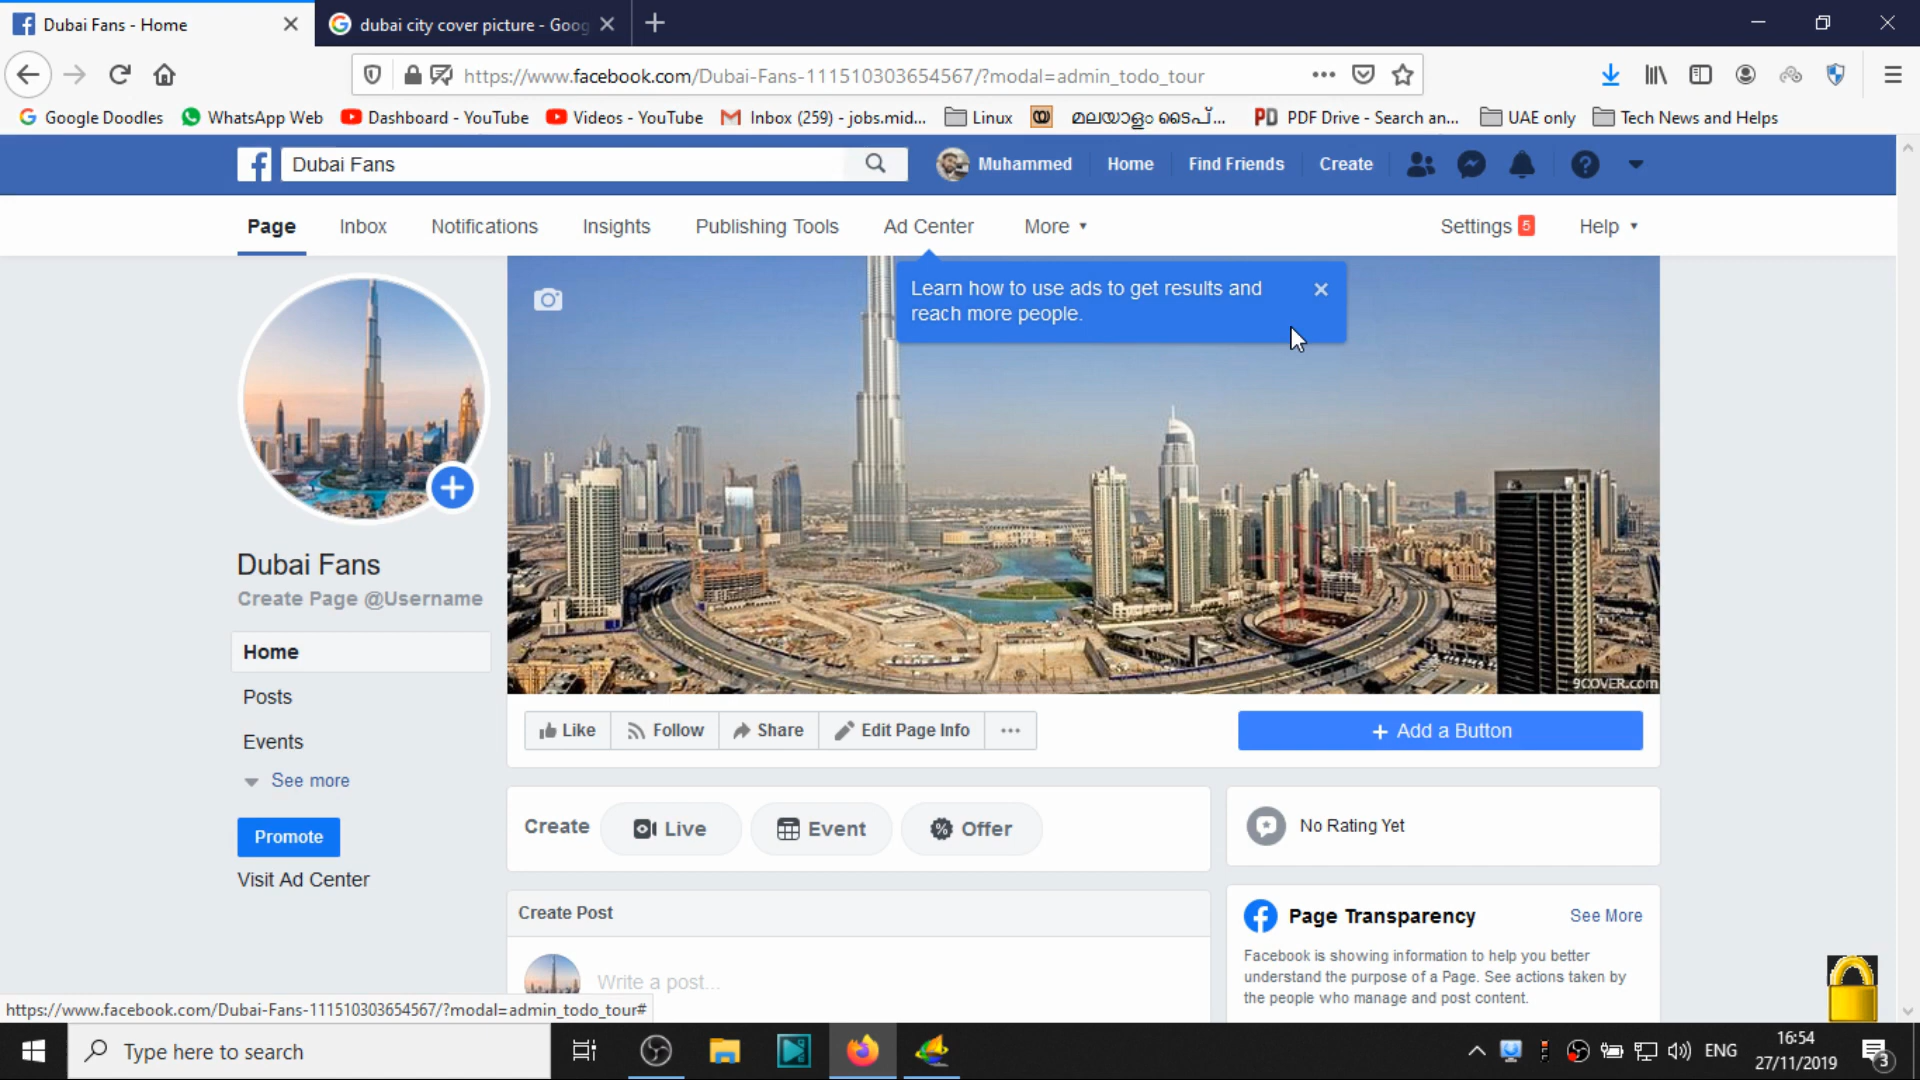 Dubai Fans - Home
dubai city cover picture - Goog
https://www.facebook.com/Dubai-Fans-111510303654567/?modal=admin_todo_tour
Google Doodles
WhatsApp Web
Dashboard - YouTube
Videos - YouTube
Inbox (259) - jobs.mid...
Linux
മലയാളം ടൈപ്...
PD PDF Drive - Search an...
UAE only
Tech News and Helps
Dubai Fans
Muhammed
Home
Find Friends
Create
Page
Inbox
Notifications
Insights
Publishing Tools
Ad Center
More
Settings 5
Help
Learn how to use ads to get results and
reach more people.
Dubai Fans
Create Page @Username
Home
Posts
Events
See more
Promote
Visit Ad Center
9COVER.com
Like
Follow
Share
Edit Page Info
+ Add a Button
Create
Live
Event
Offer
No Rating Yet
Create Post
Write a post...
Page Transparency
See More
Facebook is showing information to help you better
understand the purpose of a Page. See actions taken by
the people who manage and post content.
https://www.facebook.com/Dubai-Fans-111510303654567/?modal=admin_todo_tour#
Type here to search
ENG
16:54
27/11/2019
3